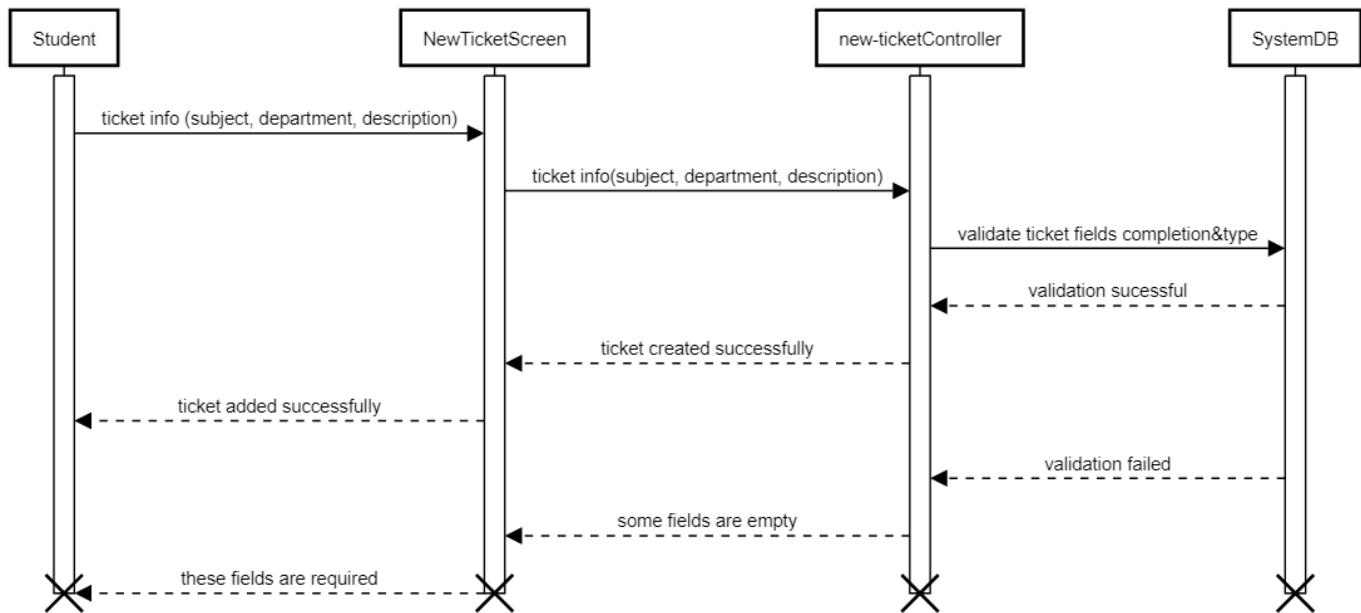 Student
NewTicketScreen
new-ticketController
SystemDB
ticket info (subject, department, description)
ticket info(subject, department, description)
validate ticket fields completion&type
validation sucessful
ticket created successfully
ticket added successfully
validation failed
some fields are empty
these fields are required